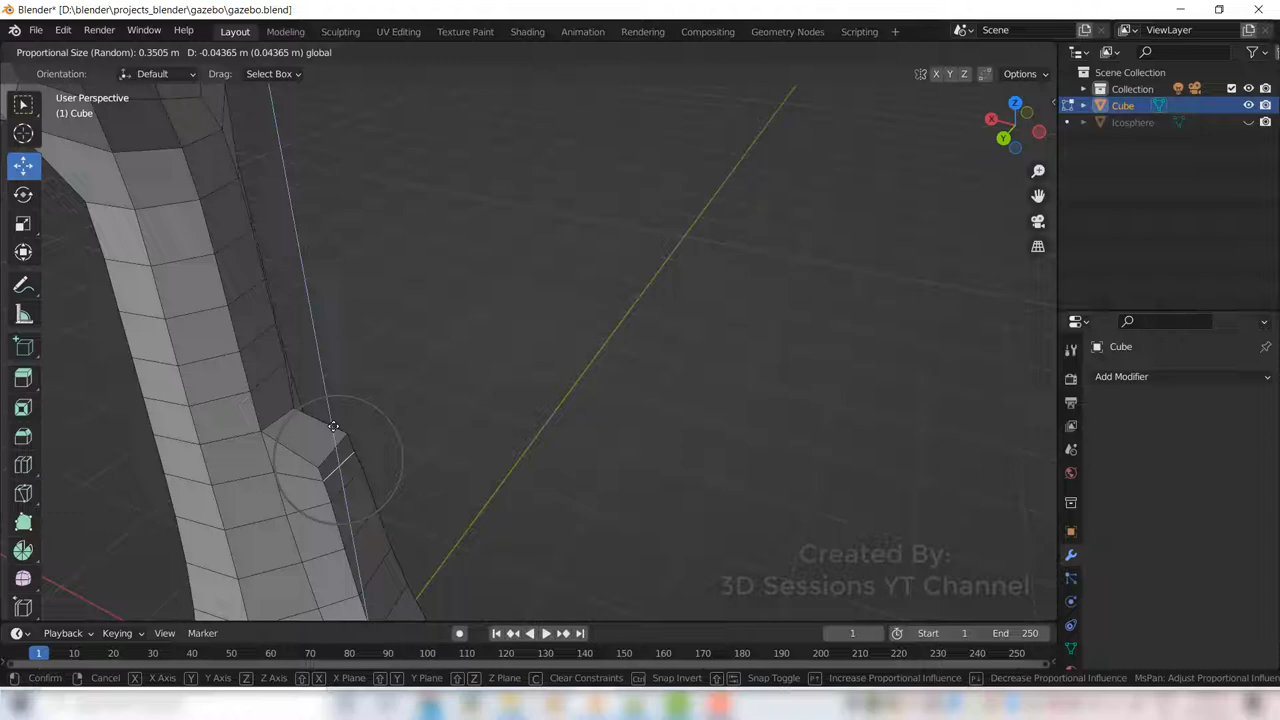 Blender* [D:\blender\projects_blender\gazebo\gazebo.blend]
File Edit Render Window Help Layout Modeling Sculpting UV Editing Texture Paint Shading Animation Rendering Compositing Geometry Nodes Scripting + Scene ViewLayer
Proportional Size (Random): 0.3505 m D: -0.04365 m (0.04365 m) global
Orientation: Default Drag: Select Box X Y Z Options
User Perspective
(1) Cube
Scene Collection
Collection
Cube
Icosphere
Z
X
Y
Cube
Add Modifier
Created By:
3D Sessions YT Channel
Playback Keying View Marker 1 Start 1 End 250
1 10 20 30 40 50 60 70 80 90 100 110 120 130 140 150 160 170 180 190 200 210 220 230 240 250
Confirm Cancel X X Axis Y Y Axis Z Z Axis X X Plane Y Y Plane Z Z Plane C Clear Constraints Ctrl Snap Invert Snap Toggle Increase Proportional Influence Decrease Proportional Influence MsPan: Adjust Proportional Influen